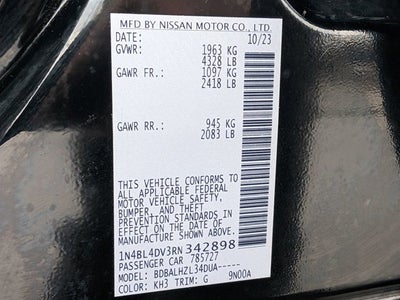 MFD BY NISSAN MOTOR CO., LTD.
DATE: 10/23
GVWR: 1963 KG
4328 LB
GAWR FR.: 1097 KG
2418 LB
GAWR RR.: 945 KG
2083 LB
THIS VEHICLE CONFORMS TO
ALL APPLICABLE FEDERAL
MOTOR VEHICLE SAFETY,
BUMPER, AND THEFT
PREVENTION STANDARDS IN
EFFECT ON THE DATE OF
MANUFACTURE SHOWN ABOVE.
1N4BL4DV3RN342898
PASSENGER CAR 785727
MODEL: BDBALHZL34DUA-----
COLOR: KH3 TRIM: G 9N00A